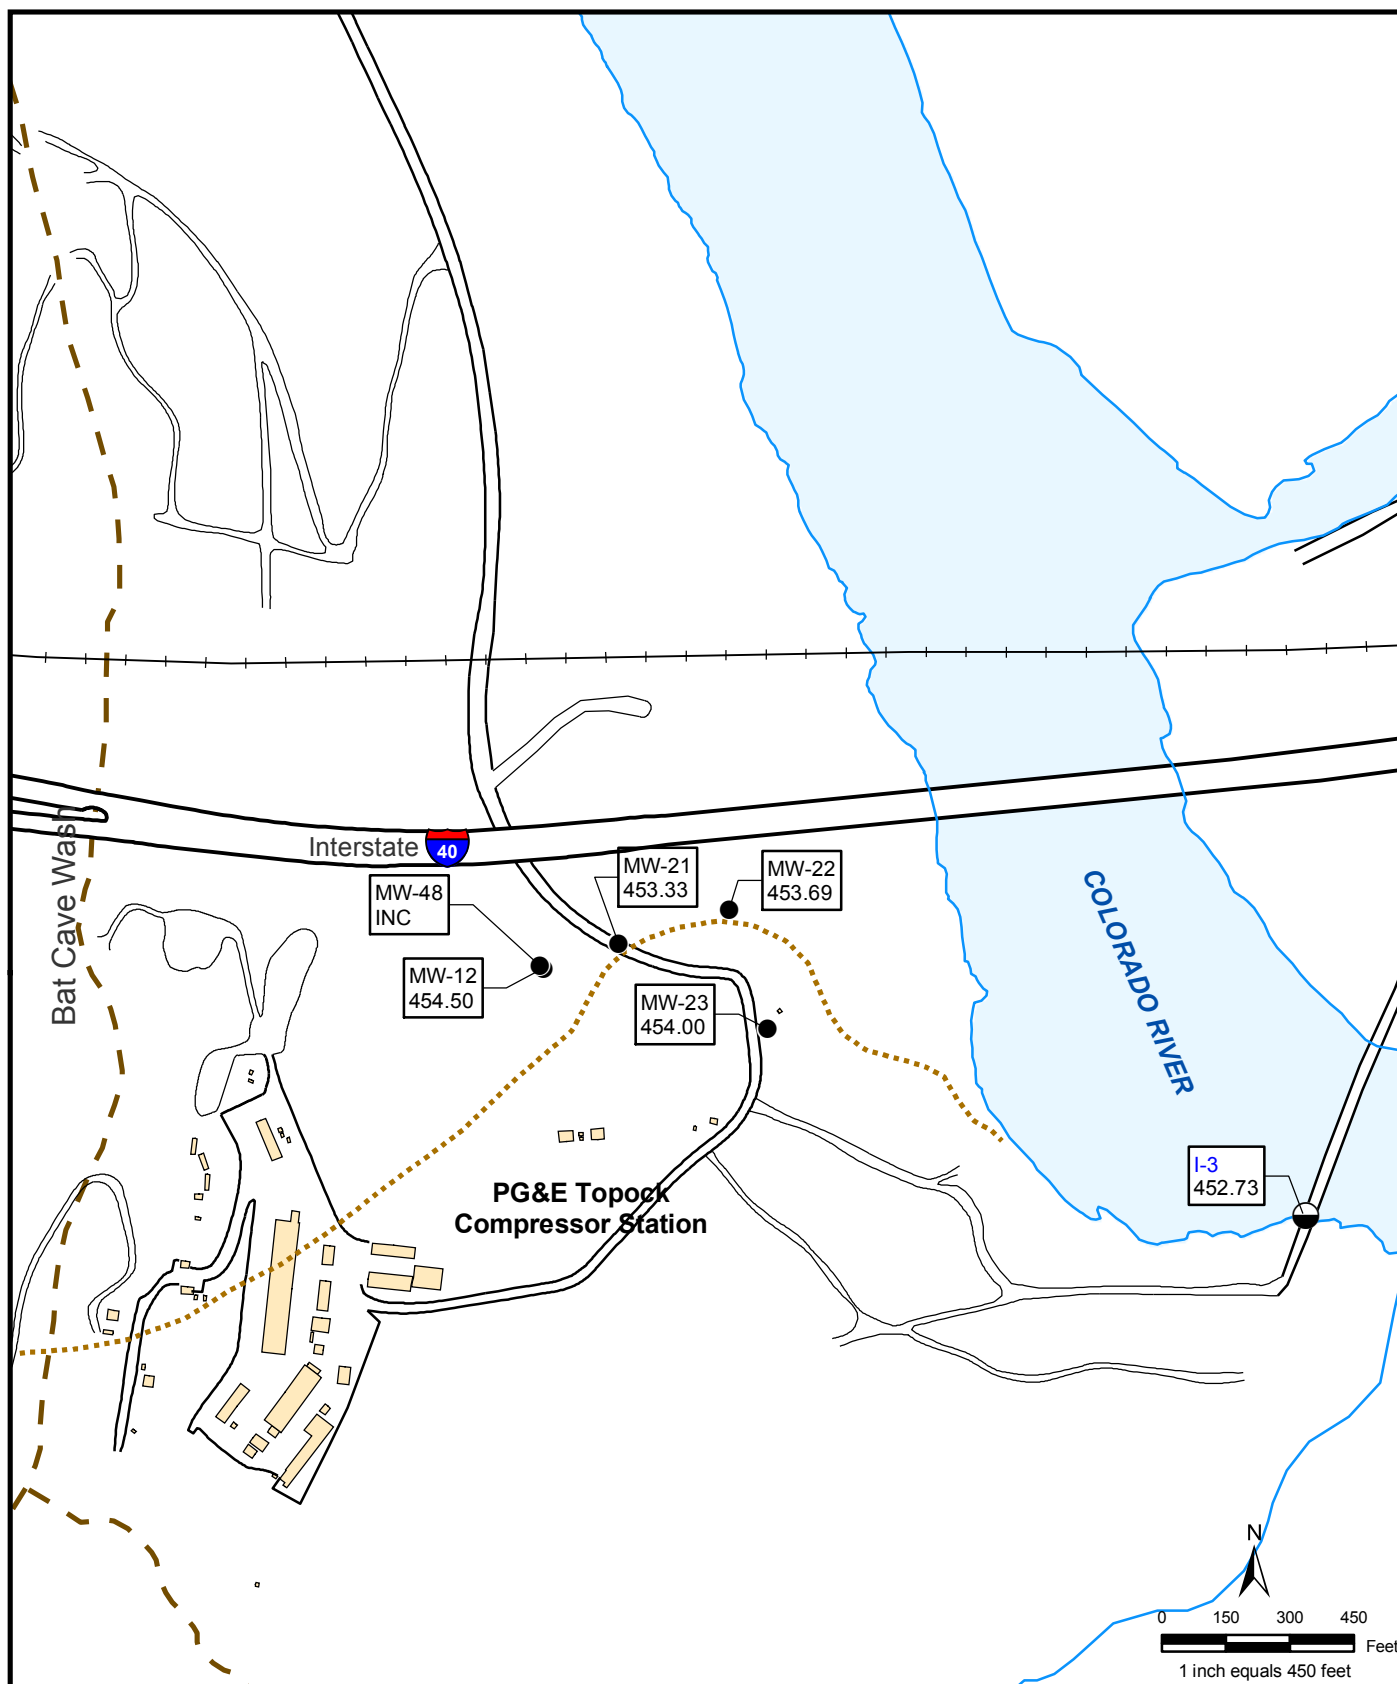 Interstate
40
Bat Cave Wash
MW-48
INC
MW-21
453.33
MW-22
453.69
MW-12
454.50
MW-23
454.00
COLORADO RIVER
I-3
452.73
PG&E Topock
Compressor Station
N
0 150 300 450
Feet
1 inch equals 450 feet